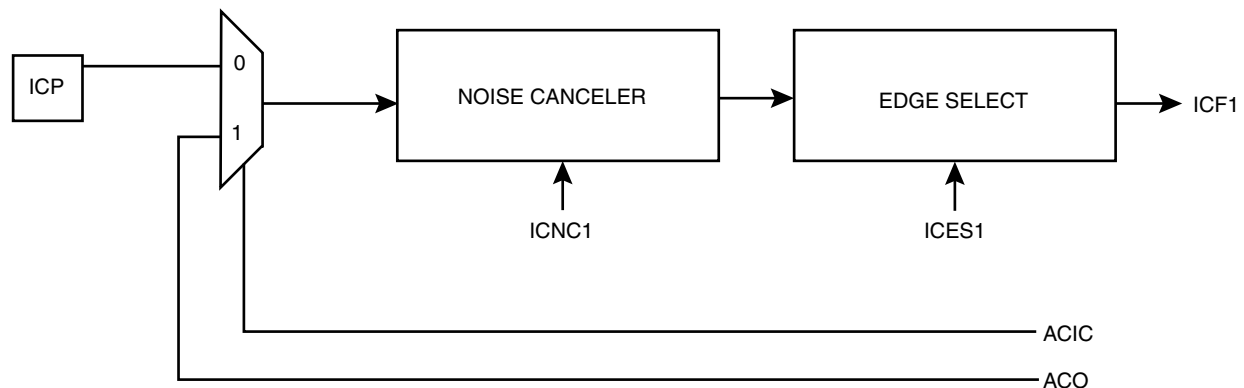 0
ICP
NOISE CANCELER
EDGE SELECT
ICF1
1
ICNC1
ICES1
ACIC
ACO